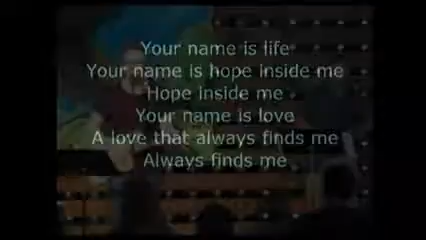 Your name is life
Your name is hope inside me
Hope inside me
Your name is love
A love that always finds me
Always finds me